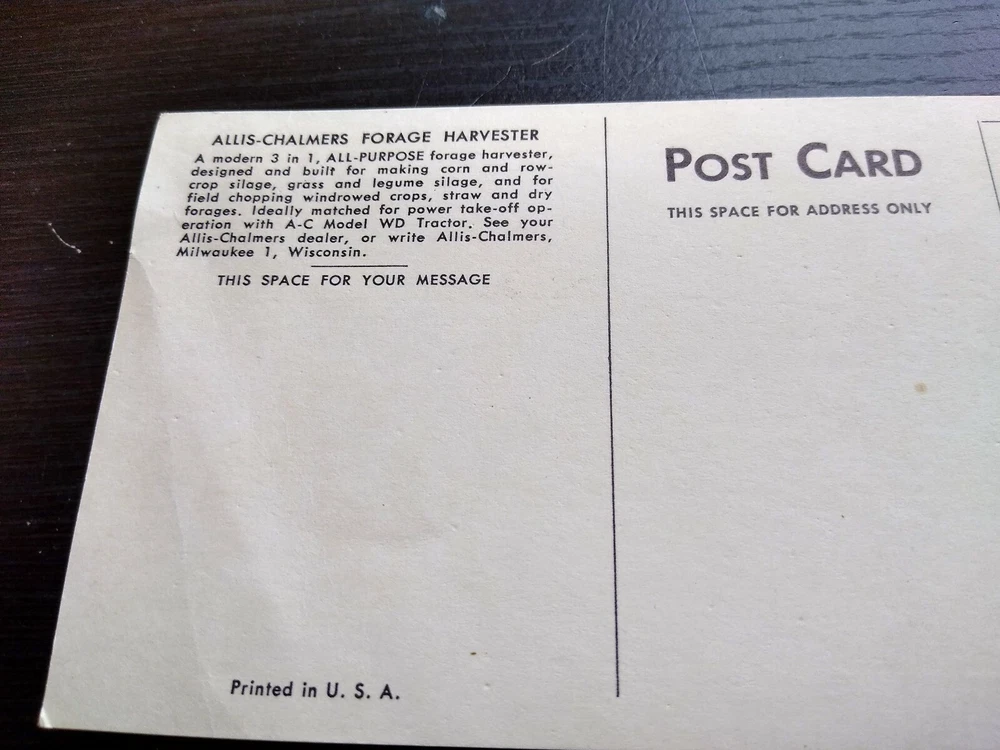 ALLIS-CHALMERS FORAGE HARVESTER
A modern 3 in 1, ALL-PURPOSE forage harvester,
designed and built for making corn and row-
crop silage, grass and legume silage, and for
field chopping windrowed crops, straw and dry
forages. Ideally matched for power take-off op-
eration with A-C Model WD Tractor. See your
Allis-Chalmers dealer, or write Allis-Chalmers,
Milwaukee 1, Wisconsin.
THIS SPACE FOR YOUR MESSAGE
Printed in U. S. A.
POST CARD
THIS SPACE FOR ADDRESS ONLY